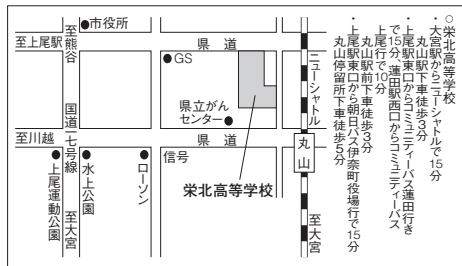 ○栄北高等学校
・大宮駅からニューシャトルで15分
丸山駅下車徒歩3分
・上尾駅東口からコミュニティーバス蓮田行き
で15分、蓮田駅西口からコミュニティーバス
上尾行で10分
丸山駅前下車徒歩3分
・上尾駅東口から朝日バス伊奈町役場行で15分
丸山停留所下車徒歩5分
至熊谷
市役所
至上尾駅
県道
GS
ニューシャトル
県立がん
センター
国道
至川越
県道
丸山
七号線
信号
栄北高等学校
上尾運動公園
水上公園
ローソン
至大宮
至大宮